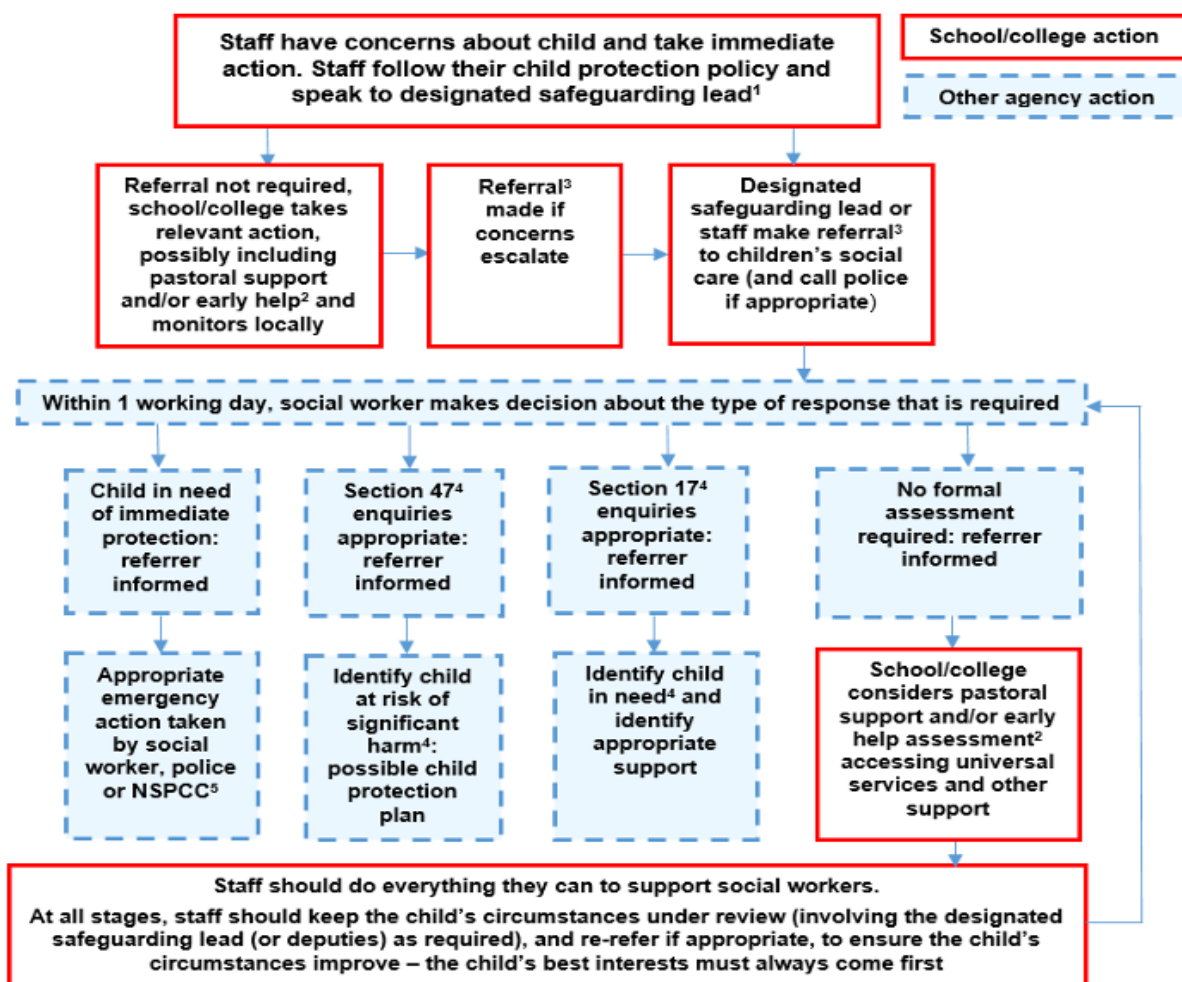 Staff have concerns about child and take immediate
action. Staff follow their child protection policy and
speak to designated safeguarding lead¹
School/college action
Other agency action
Referral not required,
school/college takes
relevant action,
possibly including
pastoral support
and/or early help² and
monitors locally
Referral³
made if
concerns
escalate
Designated
safeguarding lead or
staff make referral³
to children’s social
care (and call police
if appropriate)
Within 1 working day, social worker makes decision about the type of response that is required
Child in need
of immediate
protection:
referrer
informed
Section 47⁴
enquiries
appropriate:
referrer
informed
Section 17⁴
enquiries
appropriate:
referrer
informed
No formal
assessment
required: referrer
informed
Appropriate
emergency
action taken
by social
worker, police
or NSPCC⁵
Identify child
at risk of
significant
harm⁴:
possible child
protection
plan
Identify child
in need⁴ and
identify
appropriate
support
School/college
considers pastoral
support and/or early
help assessment²
accessing universal
services and other
support
Staff should do everything they can to support social workers.
At all stages, staff should keep the child’s circumstances under review (involving the designated
safeguarding lead (or deputies) as required), and re-refer if appropriate, to ensure the child’s
circumstances improve – the child’s best interests must always come first